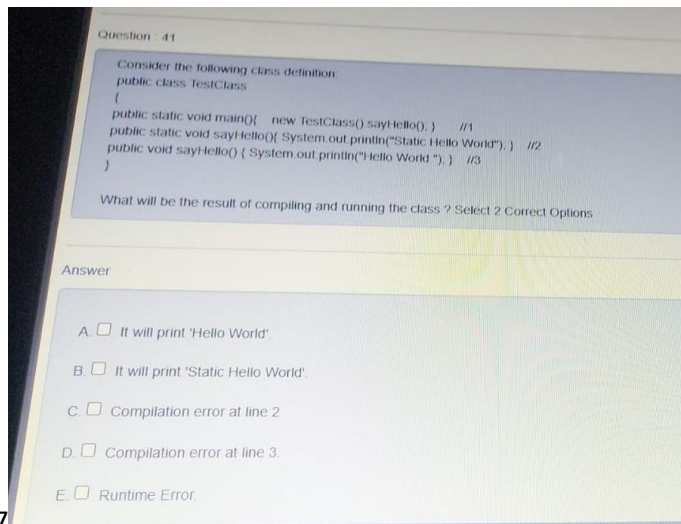 Question : 41
Consider the following class definition:
public class TestClass
{
public static void main(){ new TestClass().sayHello(); } //1
public static void sayHello(){ System.out.println("Static Hello World"); } //2
public void sayHello() { System.out.println("Hello World "); } //3
}
What will be the result of compiling and running the class ? Select 2 Correct Options
Answer
A. It will print 'Hello World'.
B. It will print 'Static Hello World'.
C. Compilation error at line 2
D. Compilation error at line 3.
E. Runtime Error.
7